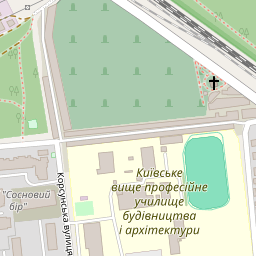 Київське
вище професійне
училище
будівництва
і архітектури
"Сосновий
бір"
Корсунська вулиця